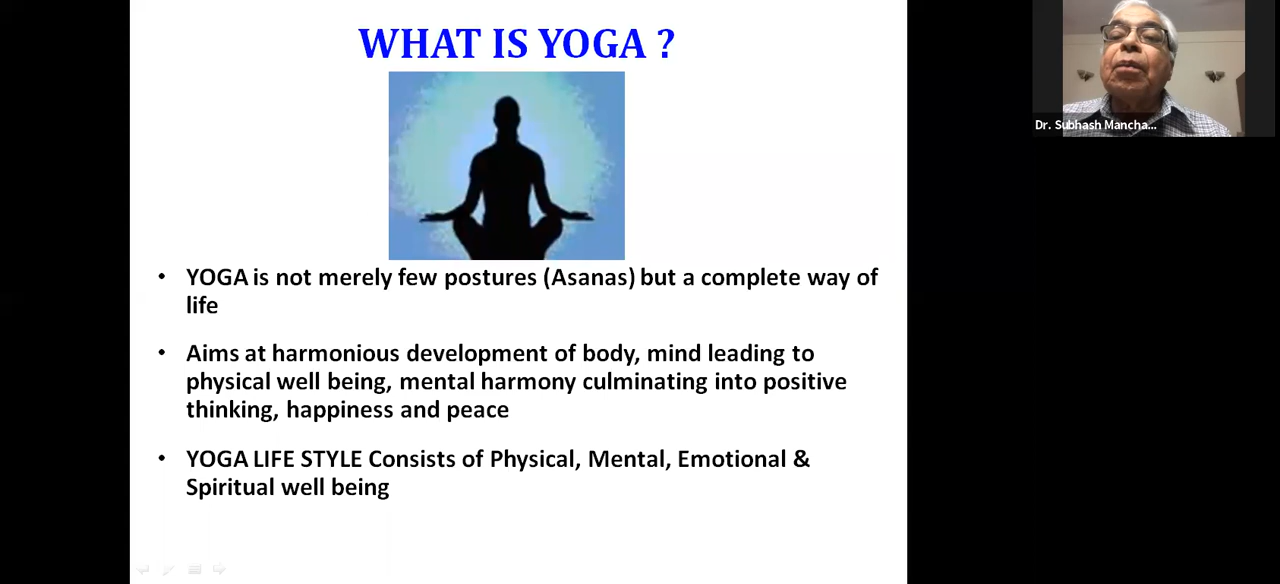 WHAT IS YOGA ?
• YOGA is not merely few postures (Asanas) but a complete way of
life
• Aims at harmonious development of body, mind leading to
physical well being, mental harmony culminating into positive
thinking, happiness and peace
• YOGA LIFE STYLE Consists of Physical, Mental, Emotional &
Spiritual well being
Dr. Subhash Mancha...